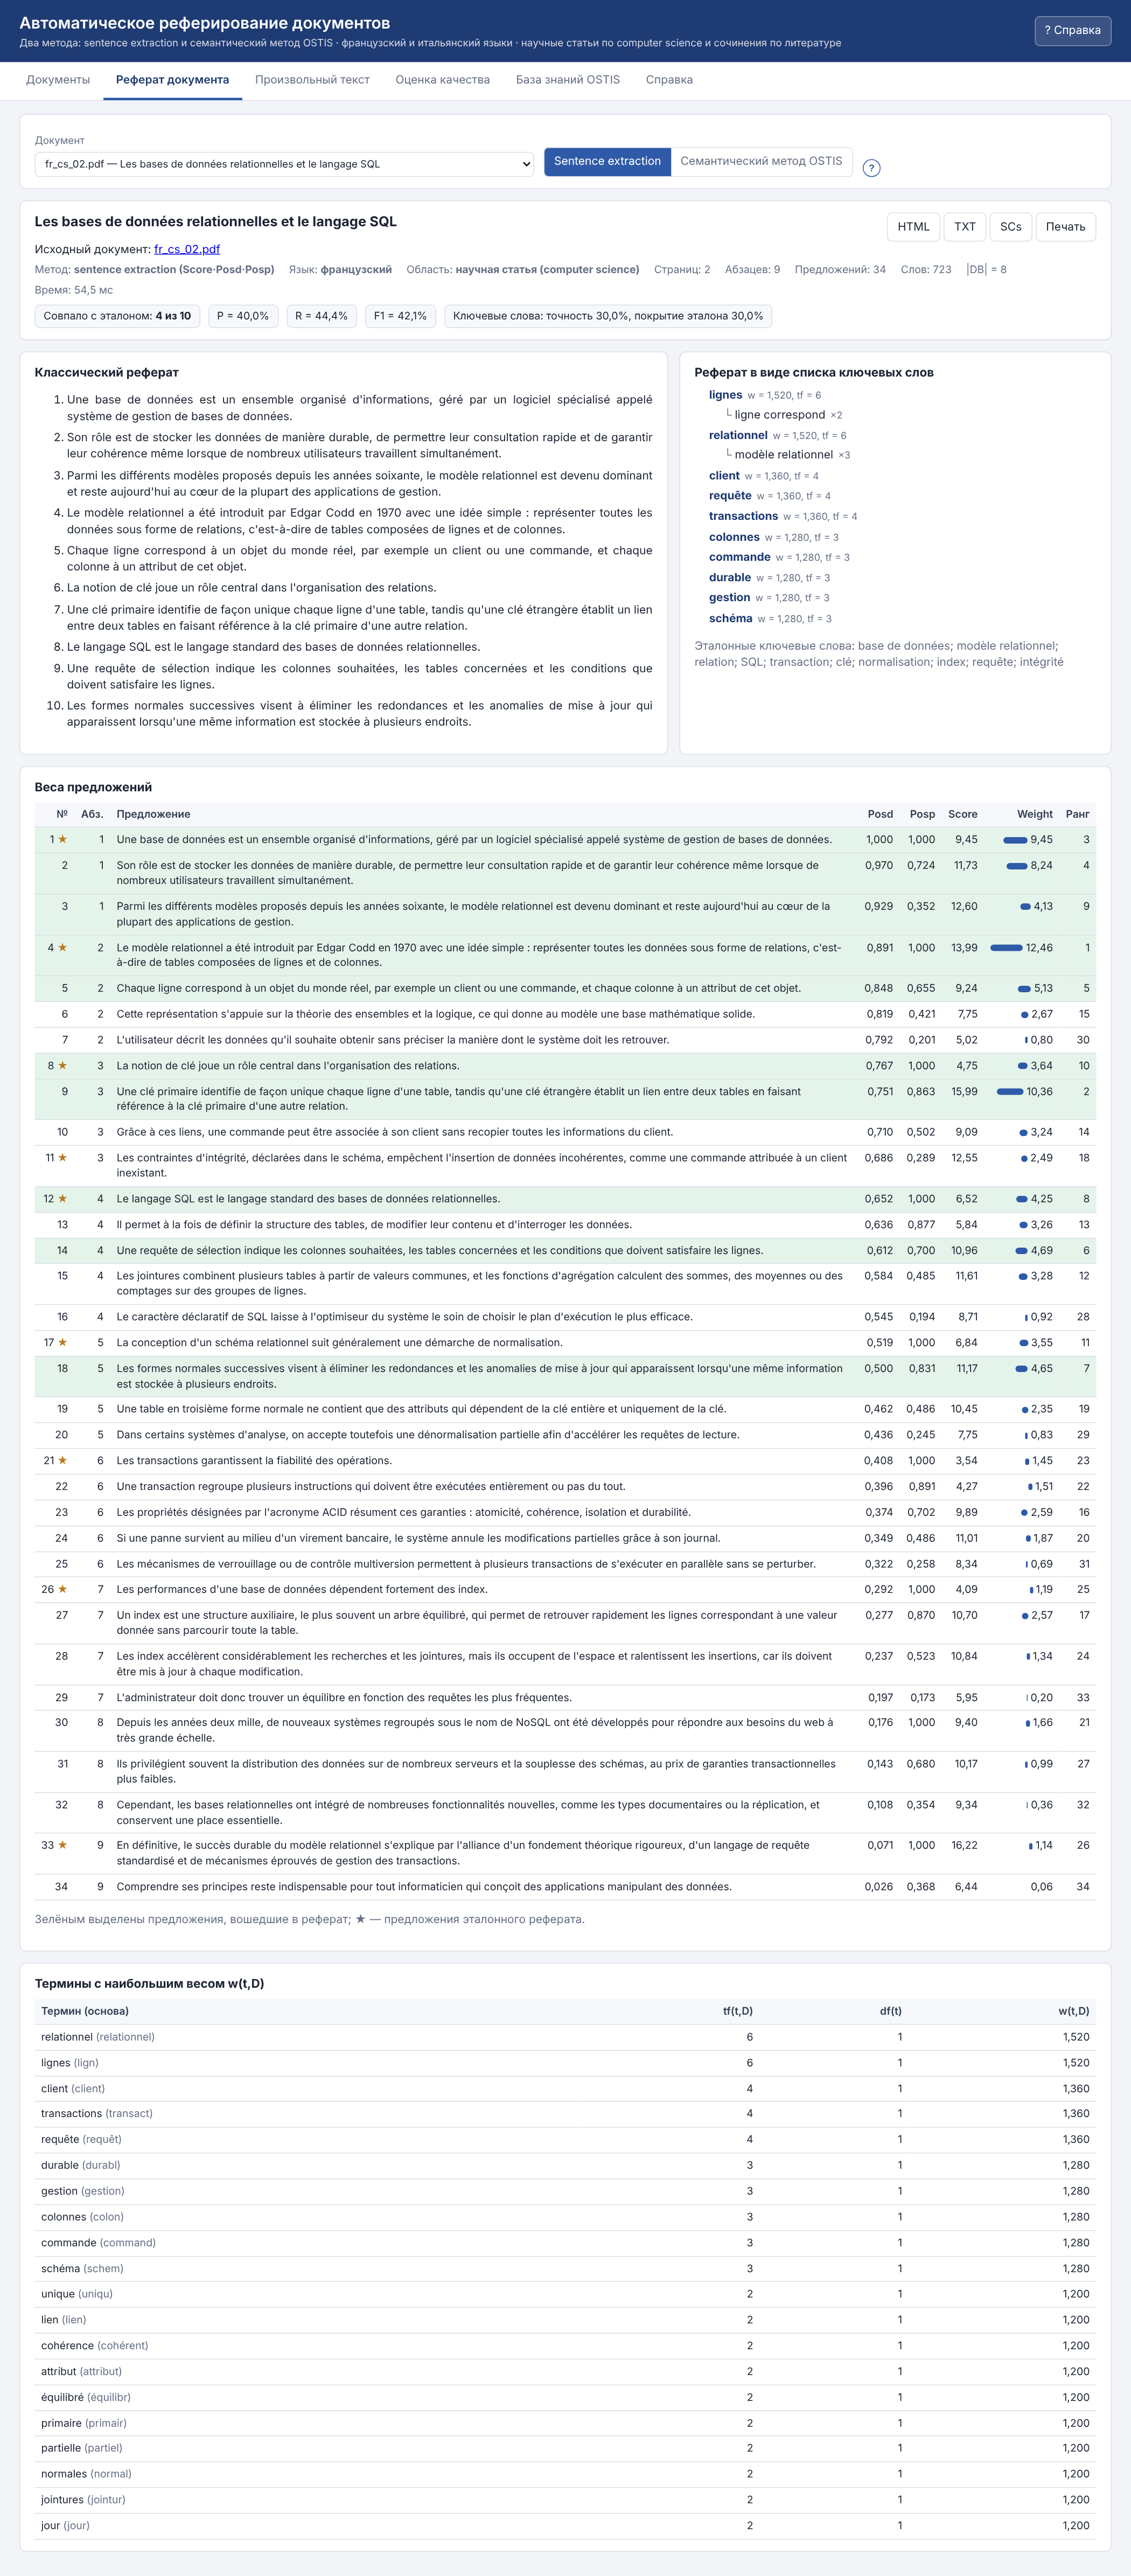 Автоматическое реферирование документов
Два метода: sentence extraction и семантический метод OSTIS · французский и итальянский языки · научные статьи по computer science и сочинения по литературе
? Справка
Документы Реферат документа Произвольный текст Оценка качества База знаний OSTIS Справка
Документ
fr_cs_02.pdf — Les bases de données relationnelles et le langage SQL
Sentence extraction Семантический метод OSTIS ?
Les bases de données relationnelles et le langage SQL
HTML TXT SCs Печать
Исходный документ: fr_cs_02.pdf
Метод: sentence extraction (Score·Posd·Posp) Язык: французский Область: научная статья (computer science) Страниц: 2 Абзацев: 9 Предложений: 34 Слов: 723 |DB| = 8
Время: 54,5 мс
Совпало с эталоном: 4 из 10 P = 40,0% R = 44,4% F1 = 42,1% Ключевые слова: точность 30,0%, покрытие эталона 30,0%
Классический реферат
1. Une base de données est un ensemble organisé d'informations, géré par un logiciel spécialisé appelé
système de gestion de bases de données.
2. Son rôle est de stocker les données de manière durable, de permettre leur consultation rapide et de garantir
leur cohérence même lorsque de nombreux utilisateurs travaillent simultanément.
3. Parmi les différents modèles proposés depuis les années soixante, le modèle relationnel est devenu dominant
et reste aujourd'hui au cœur de la plupart des applications de gestion.
4. Le modèle relationnel a été introduit par Edgar Codd en 1970 avec une idée simple : représenter toutes les
données sous forme de relations, c'est-à-dire de tables composées de lignes et de colonnes.
5. Chaque ligne correspond à un objet du monde réel, par exemple un client ou une commande, et chaque
colonne à un attribut de cet objet.
6. La notion de clé joue un rôle central dans l'organisation des relations.
7. Une clé primaire identifie de façon unique chaque ligne d'une table, tandis qu'une clé étrangère établit un lien
entre deux tables en faisant référence à la clé primaire d'une autre relation.
8. Le langage SQL est le langage standard des bases de données relationnelles.
9. Une requête de sélection indique les colonnes souhaitées, les tables concernées et les conditions que
doivent satisfaire les lignes.
10. Les formes normales successives visent à éliminer les redondances et les anomalies de mise à jour qui
apparaissent lorsqu'une même information est stockée à plusieurs endroits.
Реферат в виде списка ключевых слов
lignes w = 1,520, tf = 6
└ ligne correspond ×2
relationnel w = 1,520, tf = 6
└ modèle relationnel ×3
client w = 1,360, tf = 4
requête w = 1,360, tf = 4
transactions w = 1,360, tf = 4
colonnes w = 1,280, tf = 3
commande w = 1,280, tf = 3
durable w = 1,280, tf = 3
gestion w = 1,280, tf = 3
schéma w = 1,280, tf = 3
Эталонные ключевые слова: base de données; modèle relationnel;
relation; SQL; transaction; clé; normalisation; index; requête; intégrité
Веса предложений
№ Абз. Предложение Posd Posp Score Weight Ранг
1 ★ 1 Une base de données est un ensemble organisé d'informations, géré par un logiciel spécialisé appelé système de gestion de bases de données. 1,000 1,000 9,45 9,45 3
2 1 Son rôle est de stocker les données de manière durable, de permettre leur consultation rapide et de garantir leur cohérence même lorsque de 0,970 0,724 11,73 8,24 4
nombreux utilisateurs travaillent simultanément.
3 1 Parmi les différents modèles proposés depuis les années soixante, le modèle relationnel est devenu dominant et reste aujourd'hui au cœur de la 0,929 0,352 12,60 4,13 9
plupart des applications de gestion.
4 ★ 2 Le modèle relationnel a été introduit par Edgar Codd en 1970 avec une idée simple : représenter toutes les données sous forme de relations, c'est- 0,891 1,000 13,99 12,46 1
à-dire de tables composées de lignes et de colonnes.
5 2 Chaque ligne correspond à un objet du monde réel, par exemple un client ou une commande, et chaque colonne à un attribut de cet objet. 0,848 0,655 9,24 5,13 5
6 2 Cette représentation s'appuie sur la théorie des ensembles et la logique, ce qui donne au modèle une base mathématique solide. 0,819 0,421 7,75 2,67 15
7 2 L'utilisateur décrit les données qu'il souhaite obtenir sans préciser la manière dont le système doit les retrouver. 0,792 0,201 5,02 0,80 30
8 ★ 3 La notion de clé joue un rôle central dans l'organisation des relations. 0,767 1,000 4,75 3,64 10
9 3 Une clé primaire identifie de façon unique chaque ligne d'une table, tandis qu'une clé étrangère établit un lien entre deux tables en faisant 0,751 0,863 15,99 10,36 2
référence à la clé primaire d'une autre relation.
10 3 Grâce à ces liens, une commande peut être associée à son client sans recopier toutes les informations du client. 0,710 0,502 9,09 3,24 14
11 ★ 3 Les contraintes d'intégrité, déclarées dans le schéma, empêchent l'insertion de données incohérentes, comme une commande attribuée à un client 0,686 0,289 12,55 2,49 18
inexistant.
12 ★ 4 Le langage SQL est le langage standard des bases de données relationnelles. 0,652 1,000 6,52 4,25 8
13 4 Il permet à la fois de définir la structure des tables, de modifier leur contenu et d'interroger les données. 0,636 0,877 5,84 3,26 13
14 4 Une requête de sélection indique les colonnes souhaitées, les tables concernées et les conditions que doivent satisfaire les lignes. 0,612 0,700 10,96 4,69 6
15 4 Les jointures combinent plusieurs tables à partir de valeurs communes, et les fonctions d'agrégation calculent des sommes, des moyennes ou des 0,584 0,485 11,61 3,28 12
comptages sur des groupes de lignes.
16 4 Le caractère déclaratif de SQL laisse à l'optimiseur du système le soin de choisir le plan d'exécution le plus efficace. 0,545 0,194 8,71 0,92 28
17 ★ 5 La conception d'un schéma relationnel suit généralement une démarche de normalisation. 0,519 1,000 6,84 3,55 11
18 5 Les formes normales successives visent à éliminer les redondances et les anomalies de mise à jour qui apparaissent lorsqu'une même information 0,500 0,831 11,17 4,65 7
est stockée à plusieurs endroits.
19 5 Une table en troisième forme normale ne contient que des attributs qui dépendent de la clé entière et uniquement de la clé. 0,462 0,486 10,45 2,35 19
20 5 Dans certains systèmes d'analyse, on accepte toutefois une dénormalisation partielle afin d'accélérer les requêtes de lecture. 0,436 0,245 7,75 0,83 29
21 ★ 6 Les transactions garantissent la fiabilité des opérations. 0,408 1,000 3,54 1,45 23
22 6 Une transaction regroupe plusieurs instructions qui doivent être exécutées entièrement ou pas du tout. 0,396 0,891 4,27 1,51 22
23 6 Les propriétés désignées par l'acronyme ACID résument ces garanties : atomicité, cohérence, isolation et durabilité. 0,374 0,702 9,89 2,59 16
24 6 Si une panne survient au milieu d'un virement bancaire, le système annule les modifications partielles grâce à son journal. 0,349 0,486 11,01 1,87 20
25 6 Les mécanismes de verrouillage ou de contrôle multiversion permettent à plusieurs transactions de s'exécuter en parallèle sans se perturber. 0,322 0,258 8,34 0,69 31
26 ★ 7 Les performances d'une base de données dépendent fortement des index. 0,292 1,000 4,09 1,19 25
27 7 Un index est une structure auxiliaire, le plus souvent un arbre équilibré, qui permet de retrouver rapidement les lignes correspondant à une valeur 0,277 0,870 10,70 2,57 17
donnée sans parcourir toute la table.
28 7 Les index accélèrent considérablement les recherches et les jointures, mais ils occupent de l'espace et ralentissent les insertions, car ils doivent 0,237 0,523 10,84 1,34 24
être mis à jour à chaque modification.
29 7 L'administrateur doit donc trouver un équilibre en fonction des requêtes les plus fréquentes. 0,197 0,173 5,95 0,20 33
30 8 Depuis les années deux mille, de nouveaux systèmes regroupés sous le nom de NoSQL ont été développés pour répondre aux besoins du web à 0,176 1,000 9,40 1,66 21
très grande échelle.
31 8 Ils privilégient souvent la distribution des données sur de nombreux serveurs et la souplesse des schémas, au prix de garanties transactionnelles 0,143 0,680 10,17 0,99 27
plus faibles.
32 8 Cependant, les bases relationnelles ont intégré de nombreuses fonctionnalités nouvelles, comme les types documentaires ou la réplication, et 0,108 0,354 9,34 0,36 32
conservent une place essentielle.
33 ★ 9 En définitive, le succès durable du modèle relationnel s'explique par l'alliance d'un fondement théorique rigoureux, d'un langage de requête 0,071 1,000 16,22 1,14 26
standardisé et de mécanismes éprouvés de gestion des transactions.
34 9 Comprendre ses principes reste indispensable pour tout informaticien qui conçoit des applications manipulant des données. 0,026 0,368 6,44 0,06 34
Зелёным выделены предложения, вошедшие в реферат; ★ — предложения эталонного реферата.
Термины с наибольшим весом w(t,D)
Термин (основа) tf(t,D) df(t) w(t,D)
relationnel (relationnel) 6 1 1,520
lignes (lign) 6 1 1,520
client (client) 4 1 1,360
transactions (transact) 4 1 1,360
requête (requêt) 4 1 1,360
durable (durabl) 3 1 1,280
gestion (gestion) 3 1 1,280
colonnes (colon) 3 1 1,280
commande (command) 3 1 1,280
schéma (schem) 3 1 1,280
unique (uniqu) 2 1 1,200
lien (lien) 2 1 1,200
cohérence (cohérent) 2 1 1,200
attribut (attribut) 2 1 1,200
équilibré (équilibr) 2 1 1,200
primaire (primair) 2 1 1,200
partielle (partiel) 2 1 1,200
normales (normal) 2 1 1,200
jointures (jointur) 2 1 1,200
jour (jour) 2 1 1,200